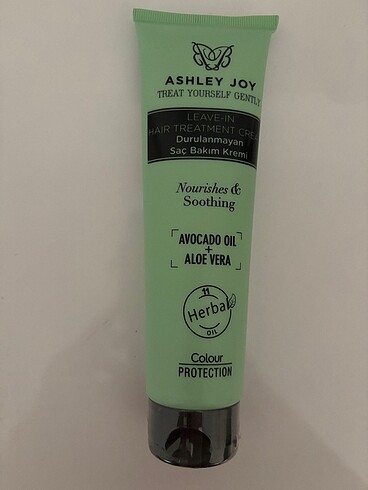 ASHLEY JOY
TREAT YOURSELF GENTLY
LEAVE-IN
HAIR TREATMENT
Durulanmayan
Saç Bakım Kremi
Nourishes &
Soothing
AVOCADO OIL
+
ALOE VERA
11
Herbal
OIL
Colour
PROTECTION